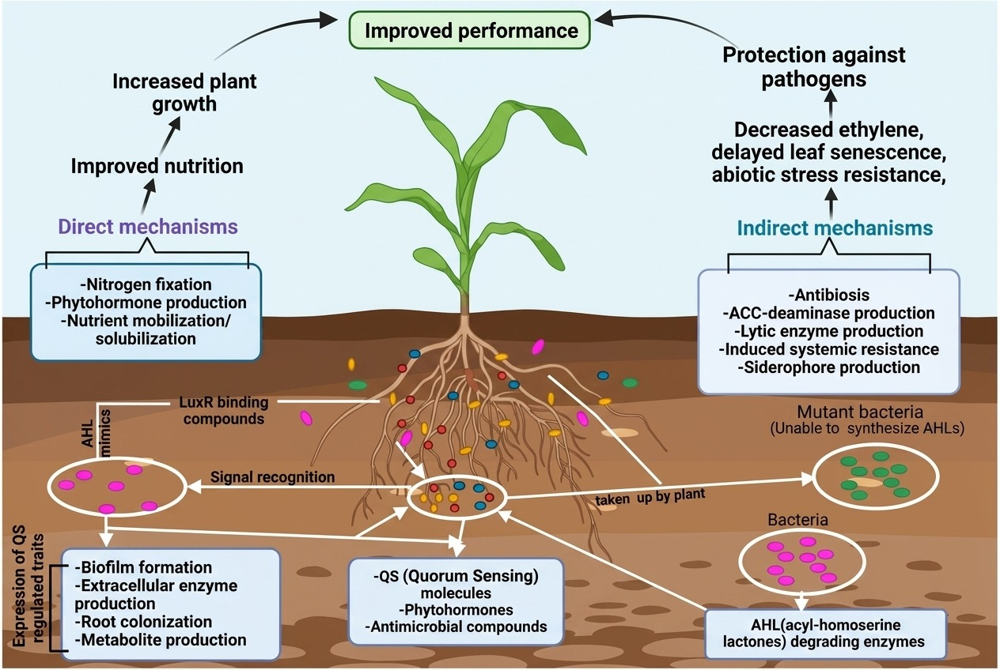 Improved performance
Increased plant
growth
Improved nutrition
Direct mechanisms
-Nitrogen fixation
-Phytohormone production
-Nutrient mobilization/
solubilization
Protection against
pathogens
Decreased ethylene,
delayed leaf senescence,
abiotic stress resistance,
Indirect mechanisms
-Antibiosis
-ACC-deaminase production
-Lytic enzyme production
-Induced systemic resistance
-Siderophore production
LuxR binding
compounds
AHL
mimics
Signal recognition
taken up by plant
Mutant bacteria
(Unable to synthesize AHLs)
Bacteria
Expression of QS
regulated traits
-Biofilm formation
-Extracellular enzyme
production
-Root colonization
-Metabolite production
-QS (Quorum Sensing)
molecules
-Phytohormones
-Antimicrobial compounds
AHL(acyl-homoserine
lactones) degrading enzymes